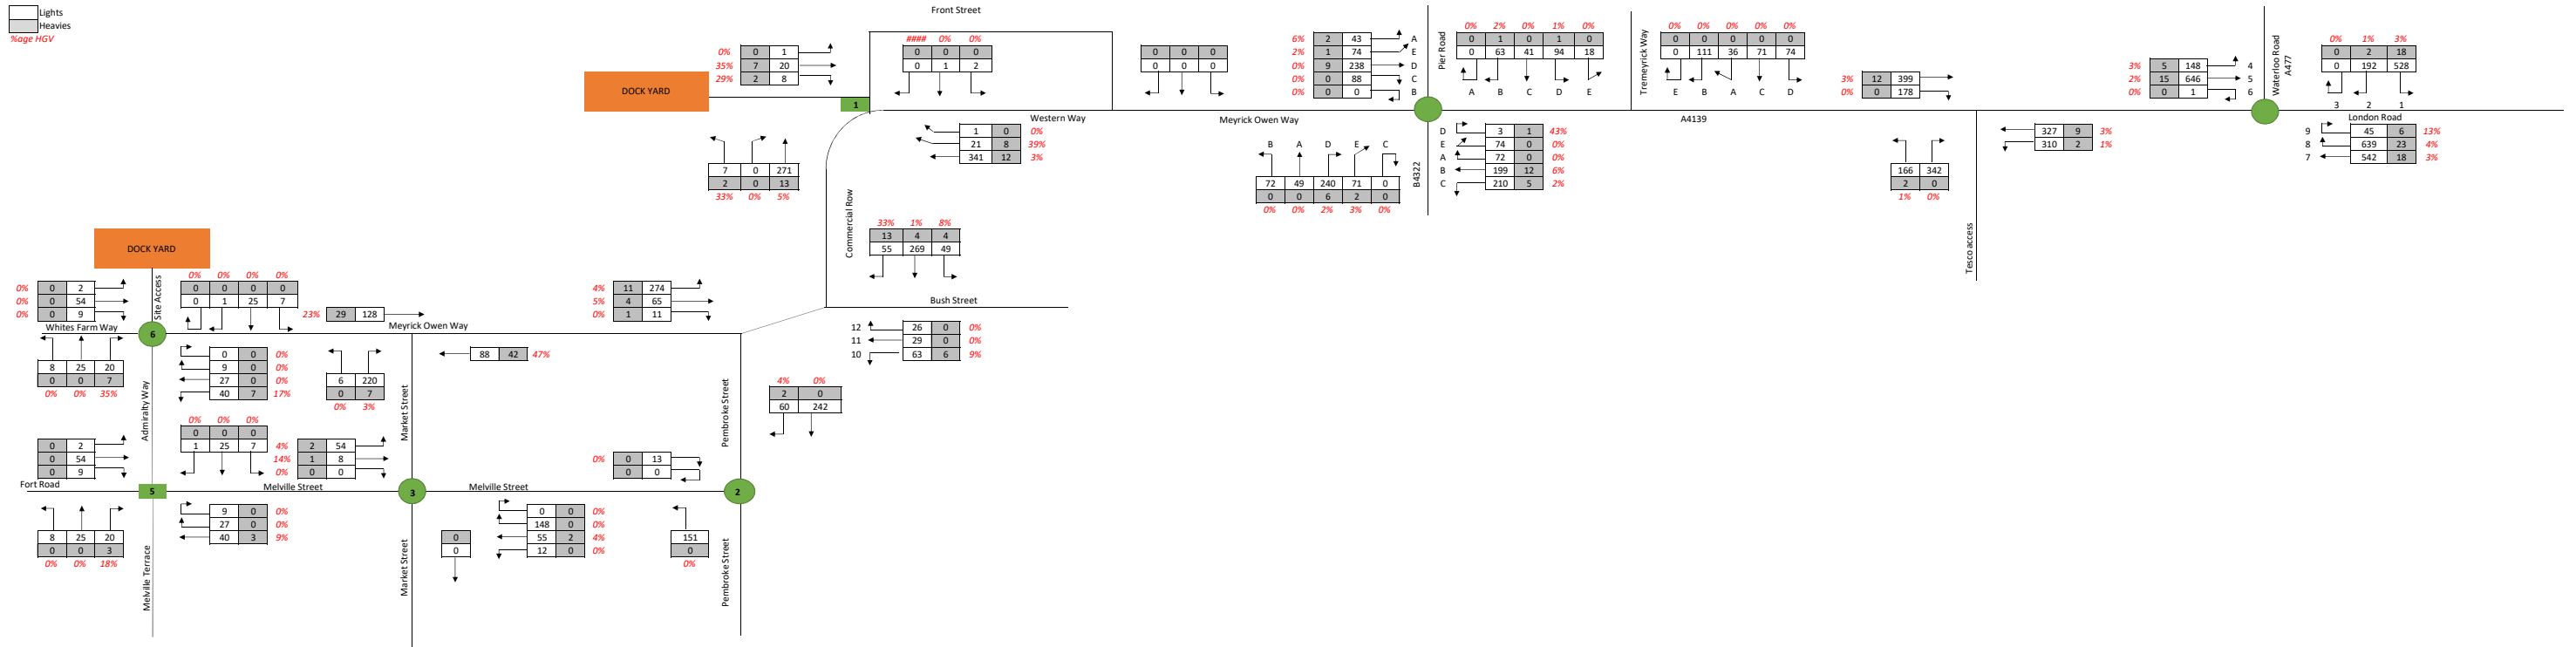 Lights
Heavies
%age HGV
Front Street
DOCK YARD
0% 0 1
35% 7 20
29% 2 8
#### 0% 0%
0 0 0
0 1 2
0 0 0
0 0 0
1
Western Way
Meyrick Owen Way
6% 2 43 A
2% 1 74 E
0% 9 238 D
0% 0 88 C
0% 0 0 B
Pier Road
0% 2% 0% 1% 0%
0 1 0 1 0
0 63 41 94 18
A B C D E
Tremeyrick Way
0% 0% 0% 0% 0%
0 0 0 0 0
0 111 36 71 74
E B A C D
3% 12 399
0% 0 178
3% 5 148 4
2% 15 646 5
0% 0 1 6
Waterloo Road
A477
0% 1% 3%
0 2 18
0 192 528
3 2 1
A4139
London Road
7 0 271
2 0 13
33% 0% 5%
1 0 0%
21 8 39%
341 12 3%
B A D E C
72 49 240 71 0
0 0 6 2 0
0% 0% 2% 3% 0%
B4322
D 3 1 43%
E 74 0 0%
A 72 0 0%
B 199 12 6%
C 210 5 2%
166 342
2 0
1% 0%
Tesco access
327 9 3%
310 2 1%
9 45 6 13%
8 639 23 4%
7 542 18 3%
Commercial Row
33% 1% 8%
13 4 4
55 269 49
Bush Street
DOCK YARD
Site Access
0% 0 2
0% 0 54
0% 0 9
0% 0% 0% 0%
0 0 0 0
0 1 25 7
23% 29 128
4% 11 274
5% 4 65
0% 1 11
Whites Farm Way
6
Meyrick Owen Way
12 26 0 0%
11 29 0 0%
10 63 6 9%
8 25 20
0 0 7
0% 0% 35%
Admiralty Way
0 0 0%
9 0 0%
27 0 0%
40 7 17%
6 220
0 7
0% 3%
Market Street
88 42 47%
Pembroke Street
4% 0%
2 0
60 242
0 2
0 54
0 9
0% 0% 0%
0 0 0
1 25 7
4% 2 54
14% 1 8
0% 0 0
0% 0 13
0 0
Fort Road
5
Melville Street
3
Melville Street
2
8 25 20
0 0 3
0% 0% 18%
Melville Terrace
9 0 0%
27 0 0%
40 3 9%
Market Street
0
0
0 0 0%
148 0 0%
55 2 4%
12 0 0%
151
0
0%
Pembroke Street